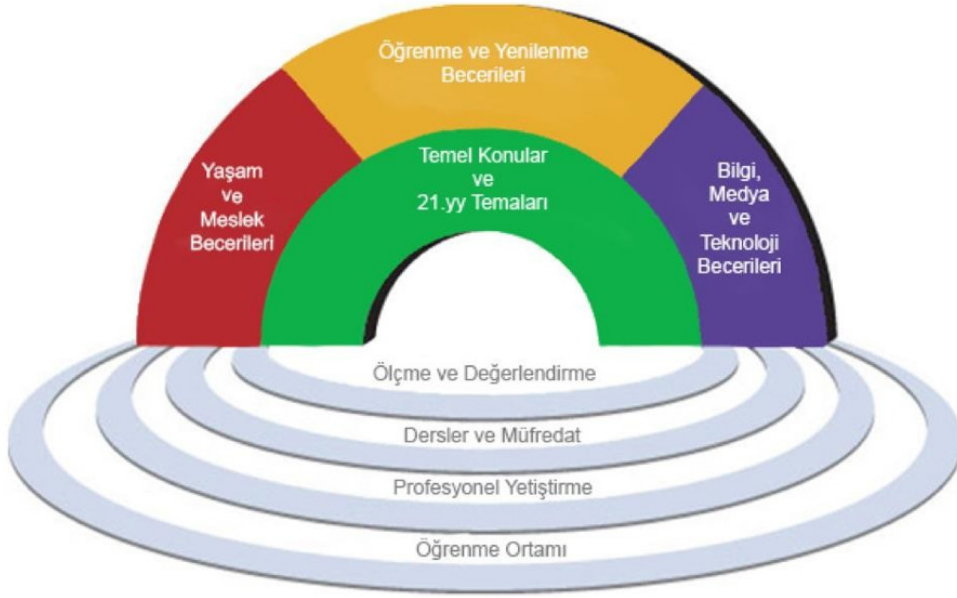 Öğrenme ve Yenilenme
Becerileri
Yaşam
ve
Meslek
Becerileri
Temel Konular
ve
21.yy Temaları
Bilgi,
Medya
ve
Teknoloji
Becerileri
Ölçme ve Değerlendirme
Dersler ve Müfredat
Profesyonel Yetiştirme
Öğrenme Ortamı